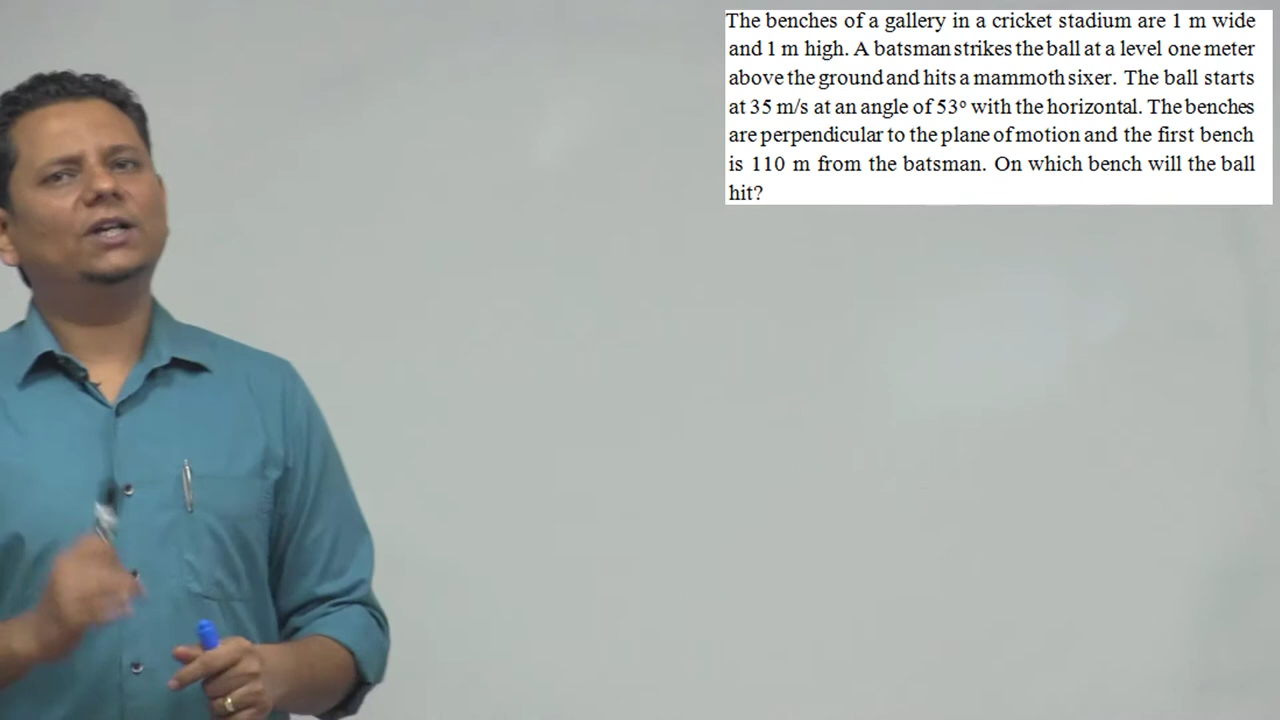 The benches of a gallery in a cricket stadium are 1 m wide
and 1 m high. A batsman strikes the ball at a level one meter
above the ground and hits a mammoth sixer. The ball starts
at 35 m/s at an angle of 53º with the horizontal. The benches
are perpendicular to the plane of motion and the first bench
is 110 m from the batsman. On which bench will the ball
hit?